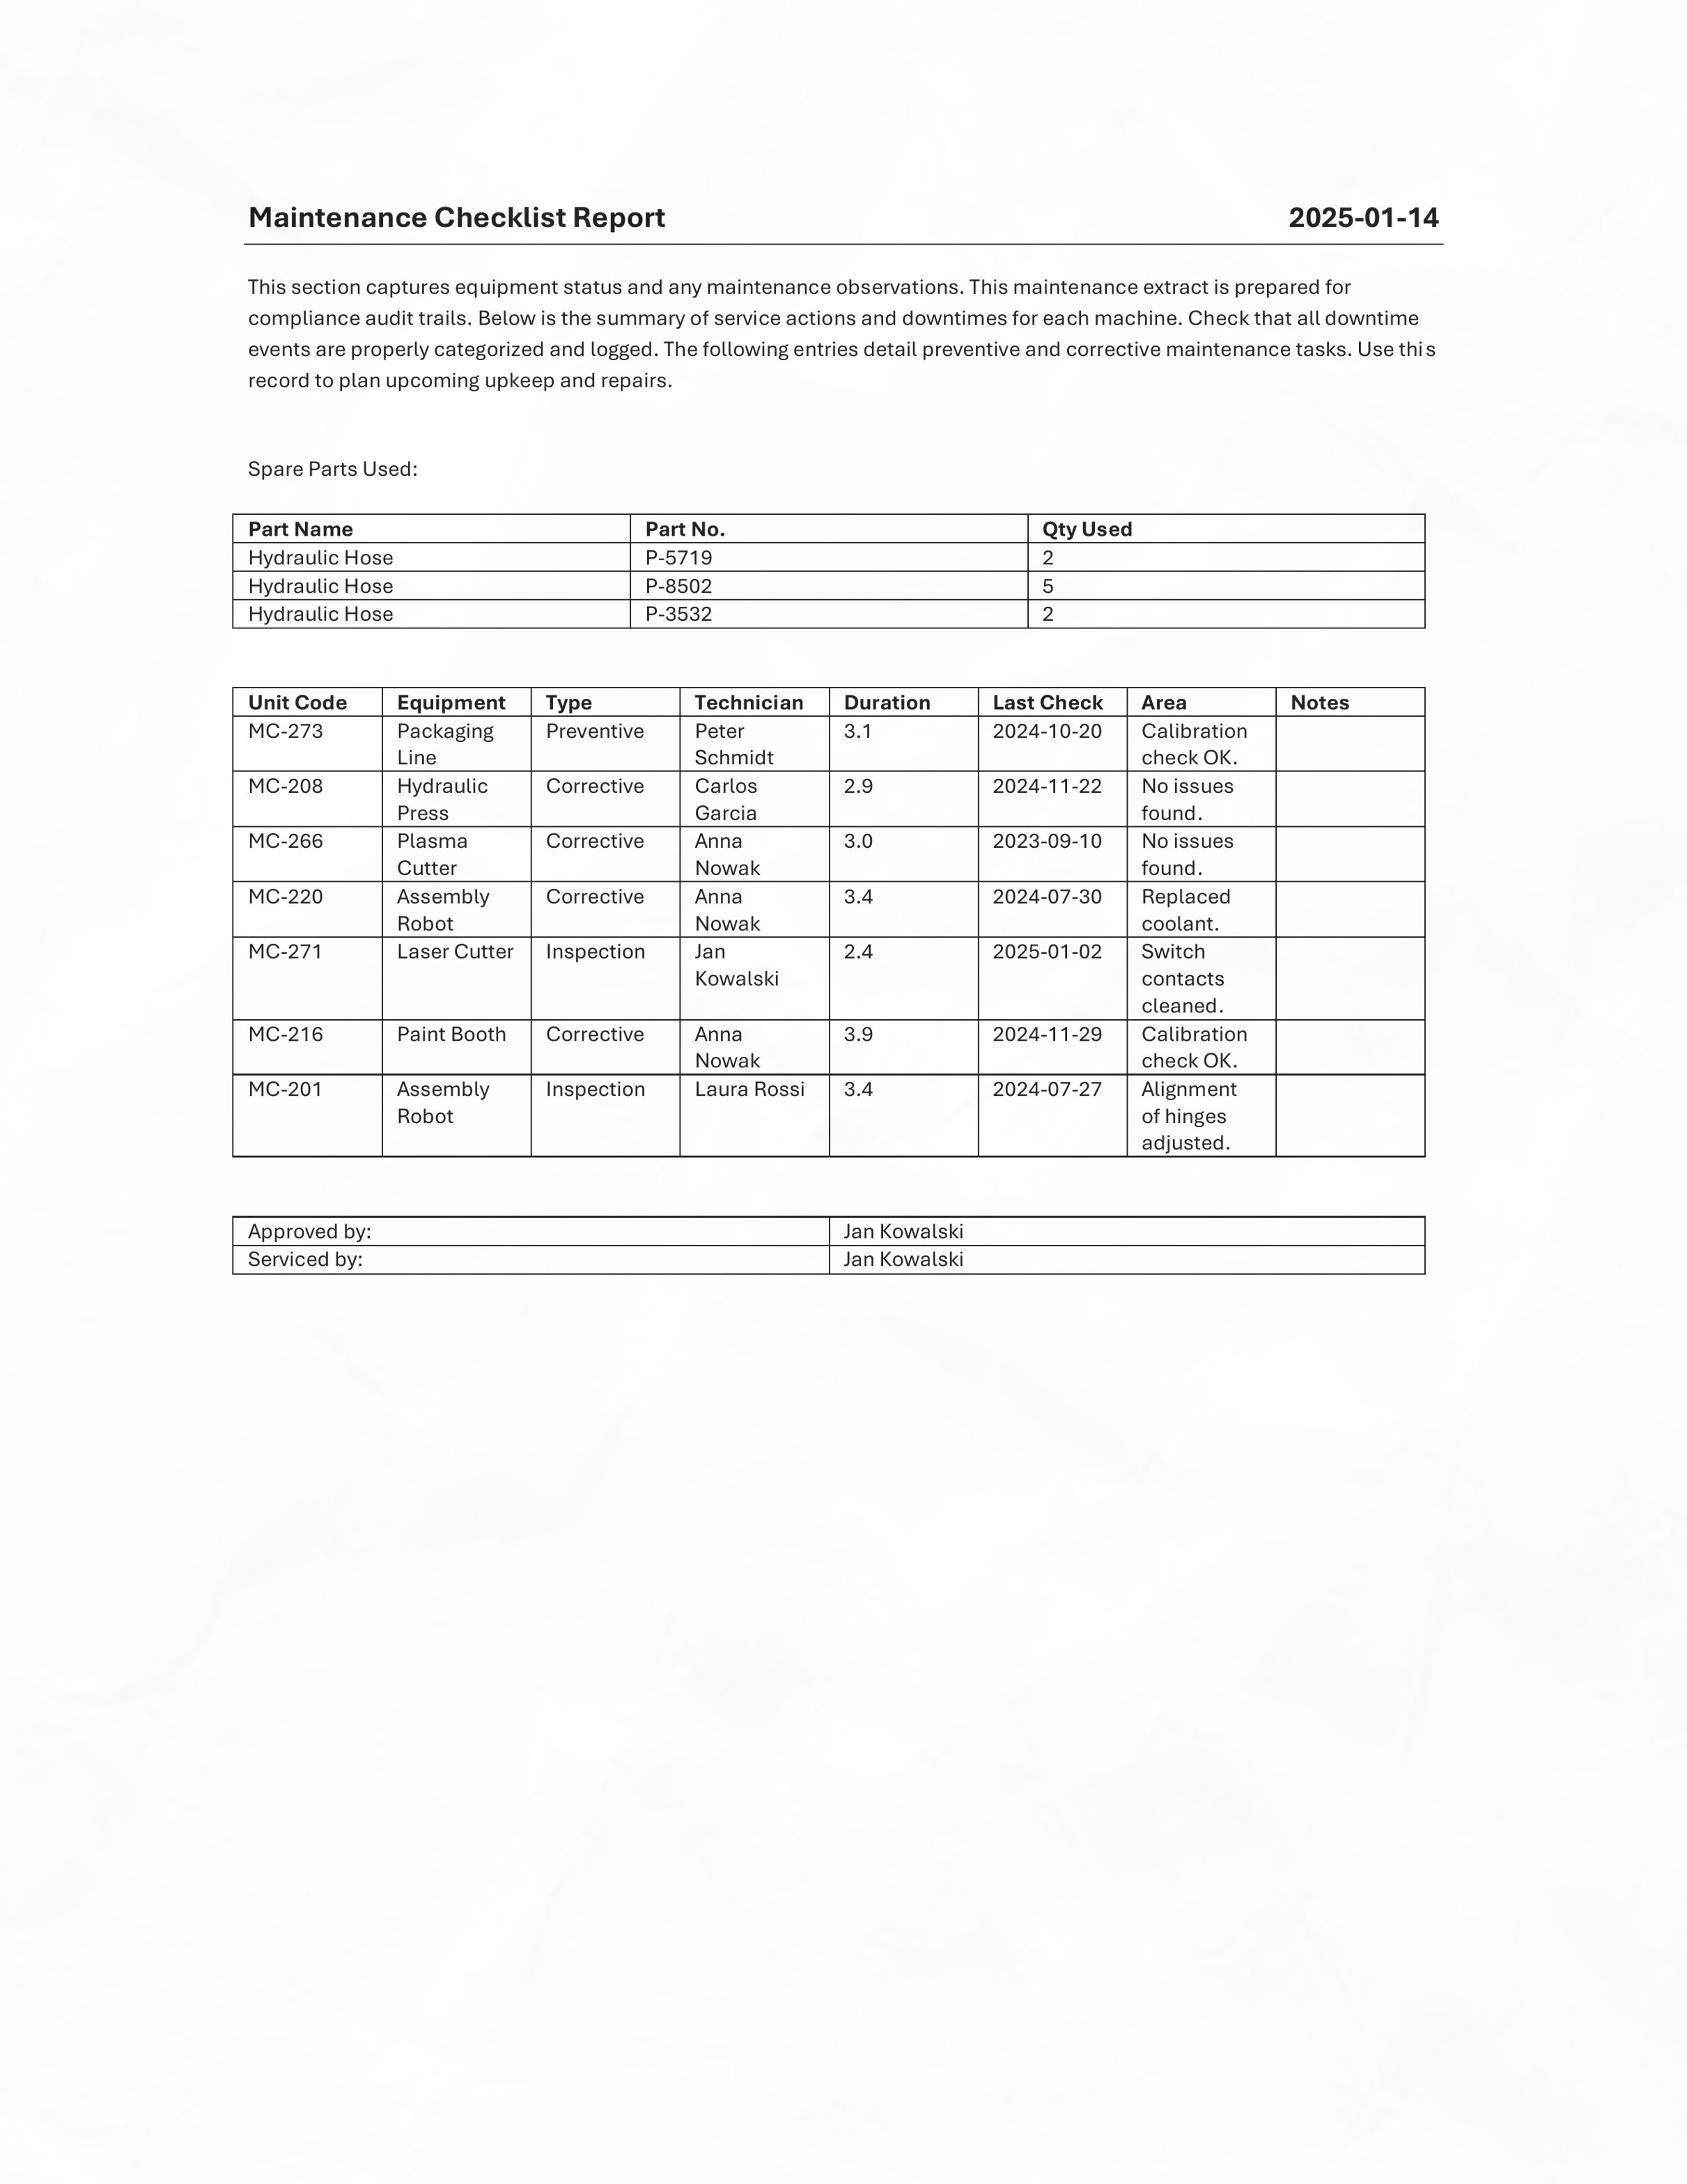 Maintenance Checklist Report 2025-01-14
This section captures equipment status and any maintenance observations. This maintenance extract is prepared for
compliance audit trails. Below is the summary of service actions and downtimes for each machine. Check that all downtime
events are properly categorized and logged. The following entries detail preventive and corrective maintenance tasks. Use this
record to plan upcoming upkeep and repairs.
Spare Parts Used:
Part Name Part No. Qty Used
Hydraulic Hose P-5719 2
Hydraulic Hose P-8502 5
Hydraulic Hose P-3532 2
Unit Code Equipment Type Technician Duration Last Check Area Notes
MC-273 Packaging Preventive Peter 3.1 2024-10-20 Calibration
Line Schmidt check OK.
MC-208 Hydraulic Corrective Carlos 2.9 2024-11-22 No issues
Press Garcia found.
MC-266 Plasma Corrective Anna 3.0 2023-09-10 No issues
Cutter Nowak found.
MC-220 Assembly Corrective Anna 3.4 2024-07-30 Replaced
Robot Nowak coolant.
MC-271 Laser Cutter Inspection Jan 2.4 2025-01-02 Switch
Kowalski contacts
cleaned.
MC-216 Paint Booth Corrective Anna 3.9 2024-11-29 Calibration
Nowak check OK.
MC-201 Assembly Inspection Laura Rossi 3.4 2024-07-27 Alignment
Robot of hinges
adjusted.
Approved by: Jan Kowalski
Serviced by: Jan Kowalski